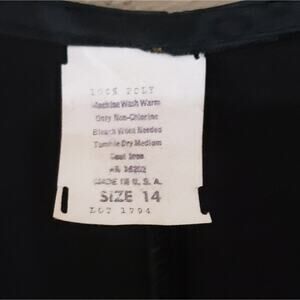 100% POLY
Machine Wash Warm
Only Non-Chlorine
Bleach When Needed
Tumble Dry Medium
Cool Iron
MADE IN U.S.A.
SIZE 14
LOT 1794